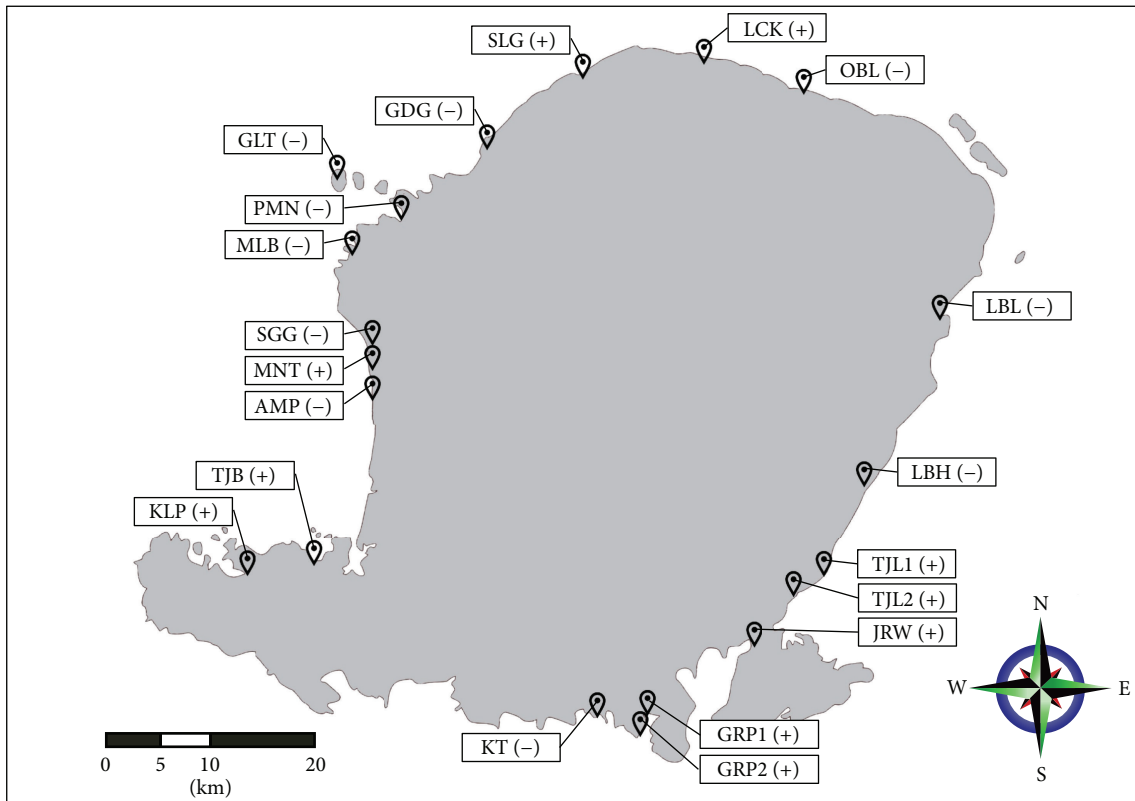 LCK (+)
SLG (+)
OBL (−)
GDG (−)
GLT (−)
PMN (−)
MLB (−)
LBL (−)
SGG (−)
MNT (+)
AMP (−)
TJB (+)
LBH (−)
KLP (+)
TJL1 (+)
TJL2 (+)
JRW (+)
GRP1 (+)
KT (−)
GRP2 (+)
N
W
E
S
0 5 10 20
(km)